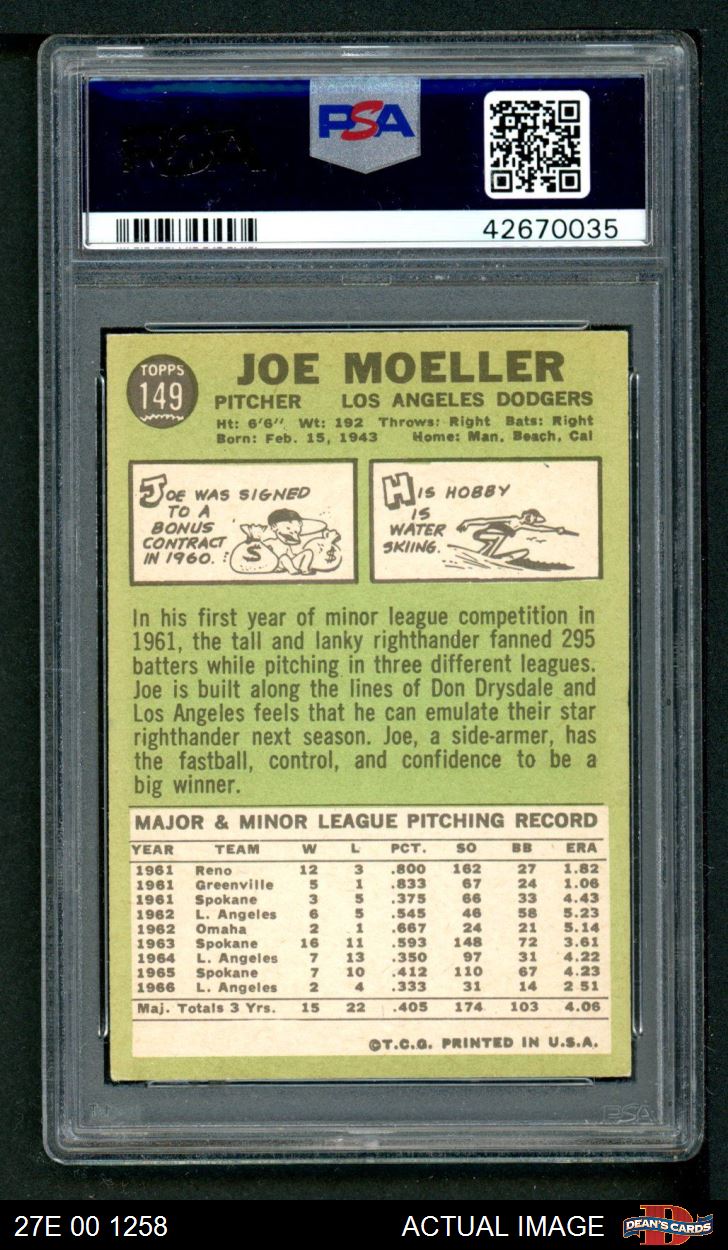 PSA
42670035
TOPPS
149
JOE MOELLER
PITCHER LOS ANGELES DODGERS
Ht: 6'6" Wt: 192 Throws: Right Bats: Right
Born: Feb. 15, 1943 Home: Man. Beach, Cal
JOE WAS SIGNED
TO A
BONUS
CONTRACT
IN 1960.
$ $
HIS HOBBY
IS
WATER
SKIING.
In his first year of minor league competition in
1961, the tall and lanky righthander fanned 295
batters while pitching in three different leagues.
Joe is built along the lines of Don Drysdale and
Los Angeles feels that he can emulate their star
righthander next season. Joe, a side-armer, has
the fastball, control, and confidence to be a
big winner.
MAJOR & MINOR LEAGUE PITCHING RECORD
YEAR TEAM W L PCT. SO BB ERA
1961 Reno 12 3 .800 162 27 1.82
1961 Greenville 5 1 .833 67 24 1.06
1961 Spokane 3 5 .375 66 33 4.43
1962 L. Angeles 6 5 .545 46 58 5.23
1962 Omaha 2 1 .667 24 21 5.14
1963 Spokane 16 11 .593 148 72 3.61
1964 L. Angeles 7 13 .350 97 31 4.22
1965 Spokane 7 10 .412 110 67 4.23
1966 L. Angeles 2 4 .333 31 14 2 51
Maj. Totals 3 Yrs. 15 22 .405 174 103 4.06
©T.C.G. PRINTED IN U.S.A.
PSA
27E 00 1258 ACTUAL IMAGE DEAN'S CARDS